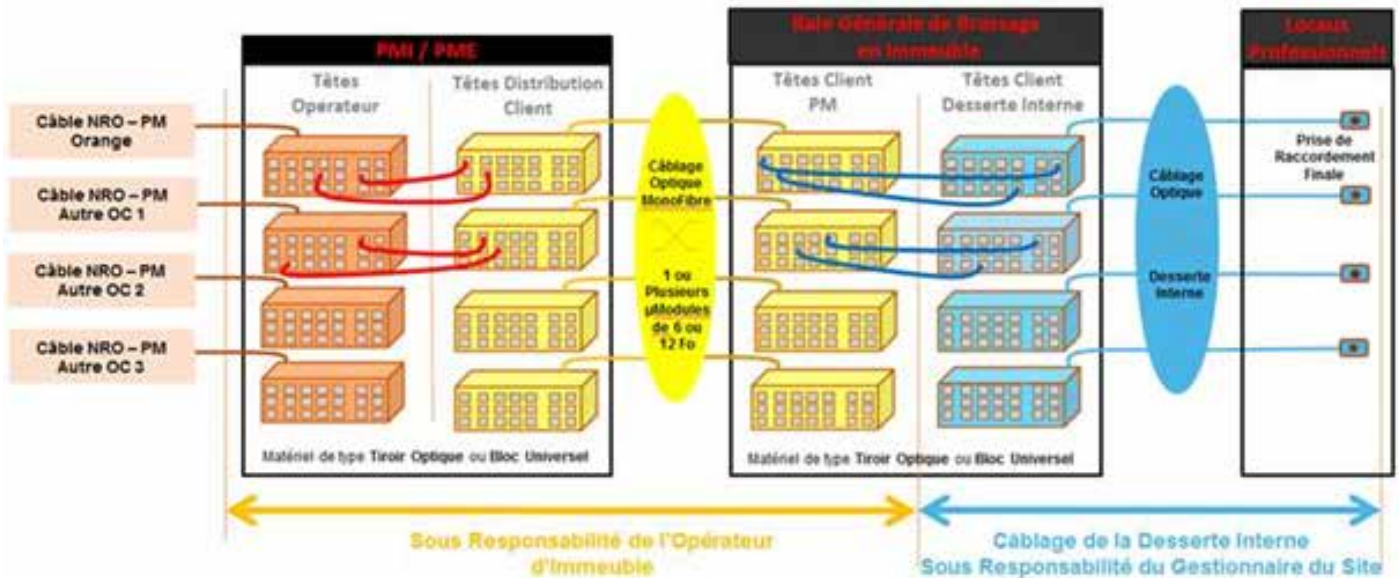 PMI / PME
Baie Générale de Brassage
en Immeuble
Locaux
Professionnels
Têtes
Opérateur
Têtes Distribution
Client
Têtes Client
PM
Têtes Client
Desserte Interne
Câble NRO – PM
Orange
Câble NRO – PM
Autre OC 1
Câble NRO – PM
Autre OC 2
Câble NRO – PM
Autre OC 3
Câblage
Optique
MonoFibre
1 ou
Plusieurs
µModules
de 6 ou
12 Fo
Câblage
Optique
Desserte
Interne
Prise de
Raccordement
Finale
Matériel de type Tiroir Optique ou Bloc Universel
Matériel de type Tiroir Optique ou Bloc Universel
Sous Responsabilité de l'Opérateur
d'Immeuble
Câblage de la Desserte Interne
Sous Responsabilité du Gestionnaire du Site